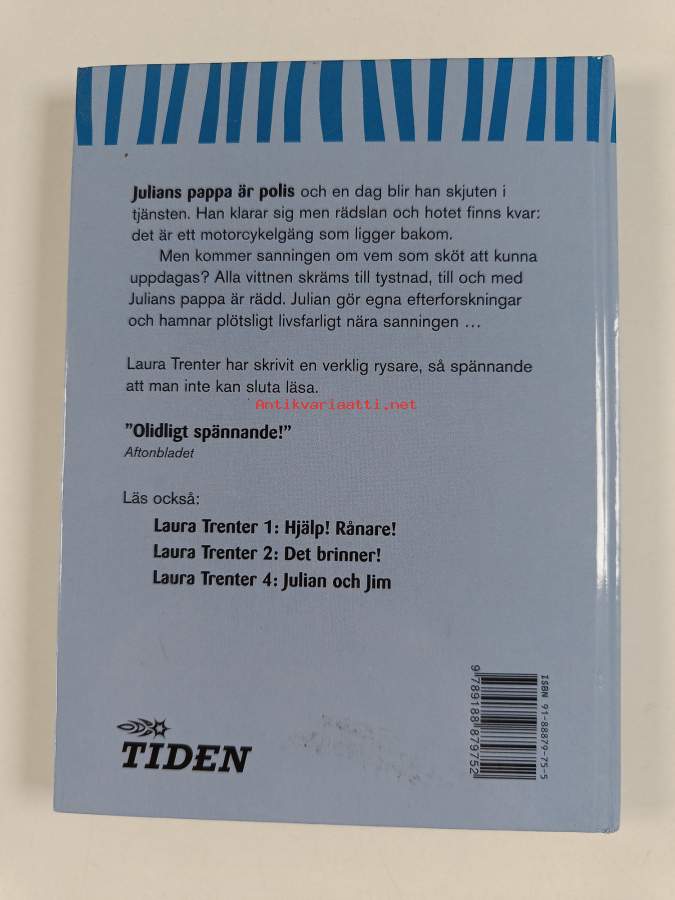 Julians pappa är polis och en dag blir han skjuten i
tjänsten. Han klarar sig men rädslan och hotet finns kvar:
det är ett motorcykelgäng som ligger bakom.
Men kommer sanningen om vem som sköt att kunna
uppdagas? Alla vittnen skräms till tystnad, till och med
Julians pappa är rädd. Julian gör egna efterforskningar
och hamnar plötsligt livsfarligt nära sanningen …
Laura Trenter har skrivit en verklig rysare, så spännande
att man inte kan sluta läsa.
Antikvariaatti.net
”Olidligt spännande!”
Aftonbladet
Läs också:
Laura Trenter 1: Hjälp! Rånare!
Laura Trenter 2: Det brinner!
Laura Trenter 4: Julian och Jim
ISBN 91-88879-75-5
9789188879752
TIDEN